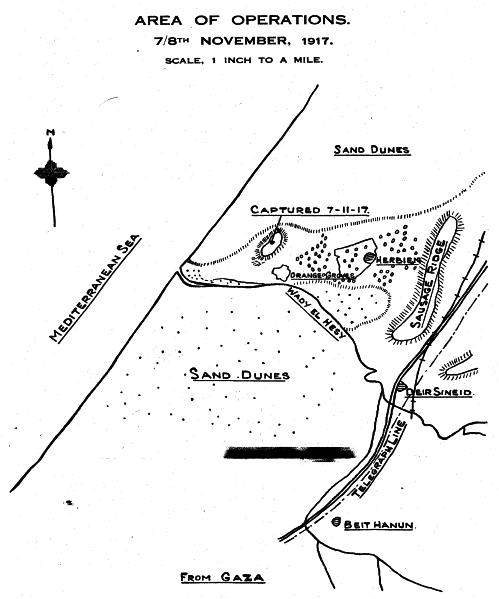 AREA OF OPERATIONS.
7/8TH NOVEMBER, 1917.
SCALE, 1 INCH TO A MILE.
N
SAND DUNES
CAPTURED 7-11-17.
MEDITERRANEAN SEA
HERBIEH
ORANGE GROVES
SAUSAGE RIDGE
WADY EL HESY
SAND DUNES
DEIR SINEID.
TELEGRAPH LINE
BEIT HANUN.
FROM GAZA